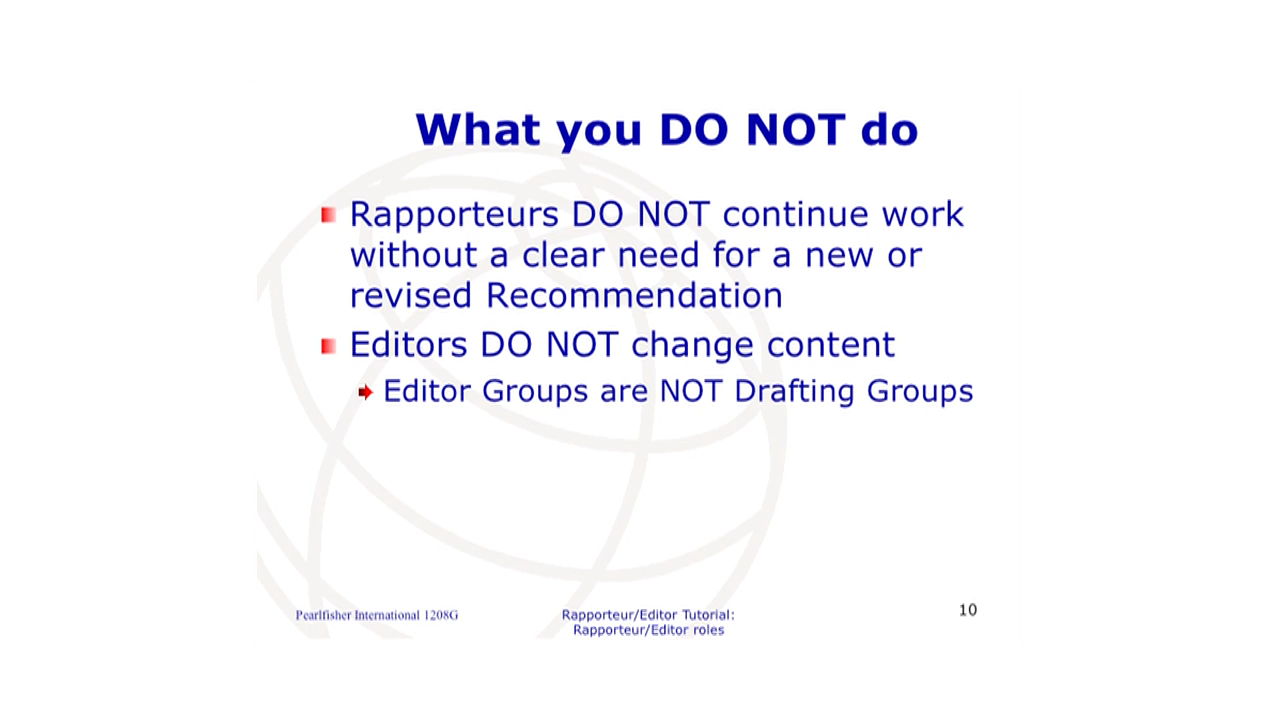 What you DO NOT do
Rapporteurs DO NOT continue work
without a clear need for a new or
revised Recommendation
Editors DO NOT change content
Editor Groups are NOT Drafting Groups
Pearlfisher International 1208G
Rapporteur/Editor Tutorial:
Rapporteur/Editor roles
10